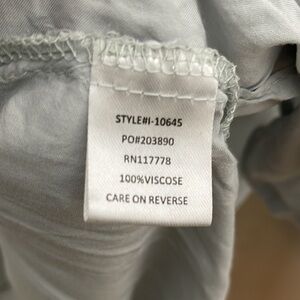 STYLE#I-10645
PO#203890
RN117778
100%VISCOSE
CARE ON REVERSE